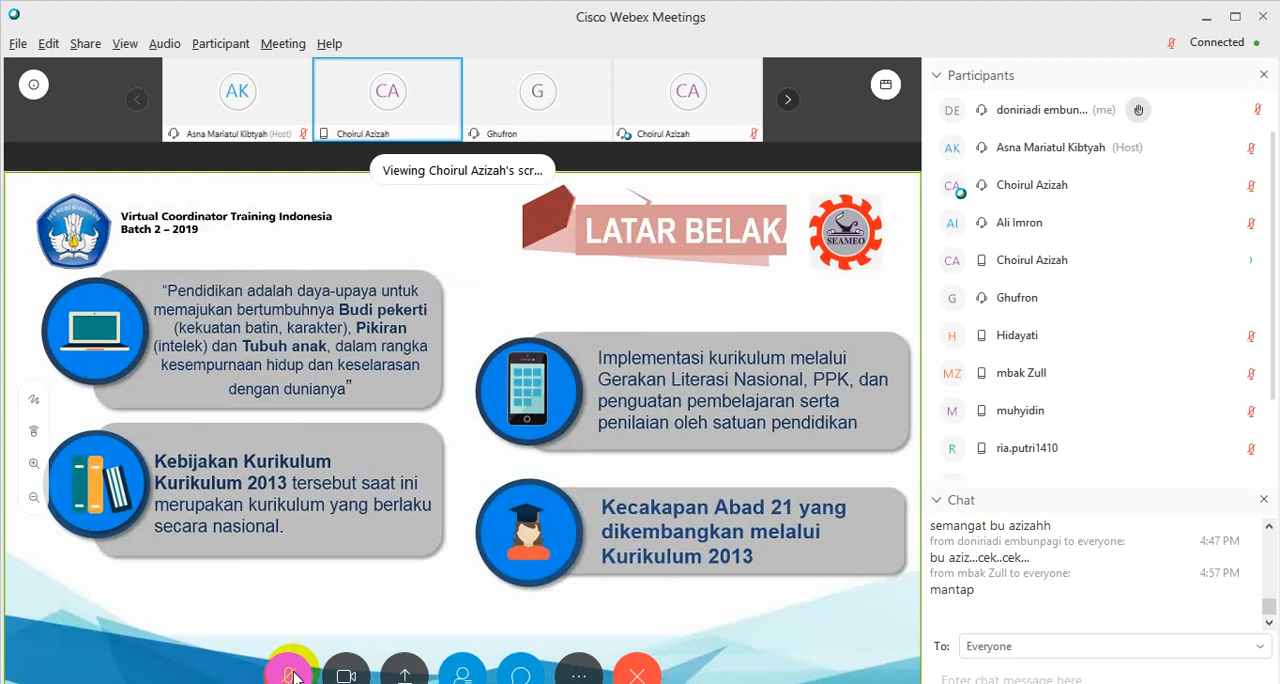 Cisco Webex Meetings
File Edit Share View Audio Participant Meeting Help
Connected
AK
CA
G
CA
Asna Mariatul Kibtyah (Host)
Choirul Azizah
Ghufron
Choirul Azizah
Viewing Choirul Azizah's scr...
Virtual Coordinator Training Indonesia
Batch 2 – 2019
LATAR BELAKA
SEAMEO
“Pendidikan adalah daya-upaya untuk
memajukan bertumbuhnya Budi pekerti
(kekuatan batin, karakter), Pikiran
(intelek) dan Tubuh anak, dalam rangka
kesempurnaan hidup dan keselarasan
dengan dunianya”
Kebijakan Kurikulum
Kurikulum 2013 tersebut saat ini
merupakan kurikulum yang berlaku
secara nasional.
Implementasi kurikulum melalui
Gerakan Literasi Nasional, PPK, dan
penguatan pembelajaran serta
penilaian oleh satuan pendidikan
Kecakapan Abad 21 yang
dikembangkan melalui
Kurikulum 2013
Participants
DE doniriadi embun... (me)
AK Asna Mariatul Kibtyah (Host)
CA Choirul Azizah
AI Ali Imron
CA Choirul Azizah
G Ghufron
H Hidayati
MZ mbak Zull
M muhyidin
R ria.putri1410
Chat
semangat bu azizahh
from doniriadi embunpagi to everyone: 4:47 PM
bu aziz...cek..cek...
from mbak Zull to everyone: 4:57 PM
mantap
To: Everyone
Enter chat message here